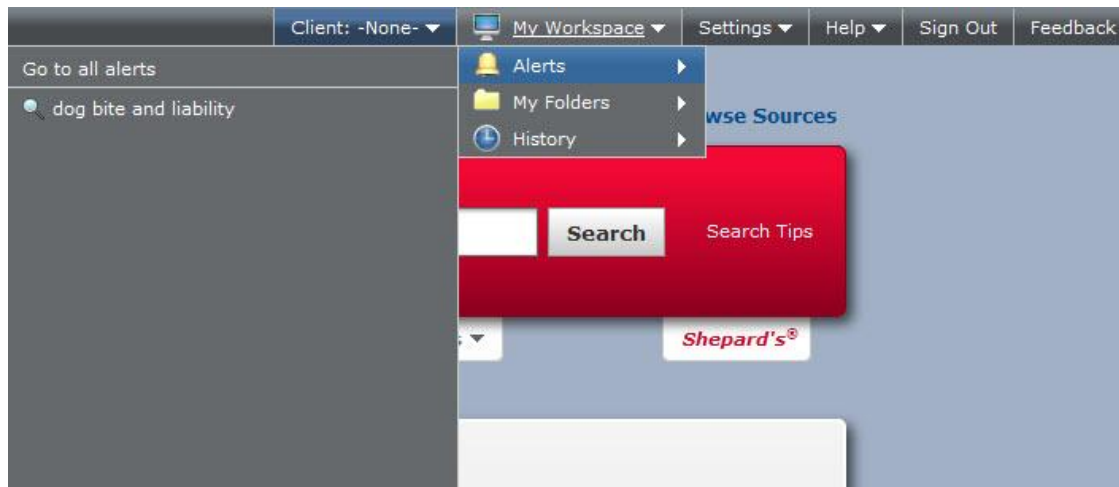 Client: -None- My Workspace Settings Help Sign Out Feedback
Go to all alerts
dog bite and liability
Alerts
My Folders
History
wse Sources
Search Search Tips
s
Shepard's®